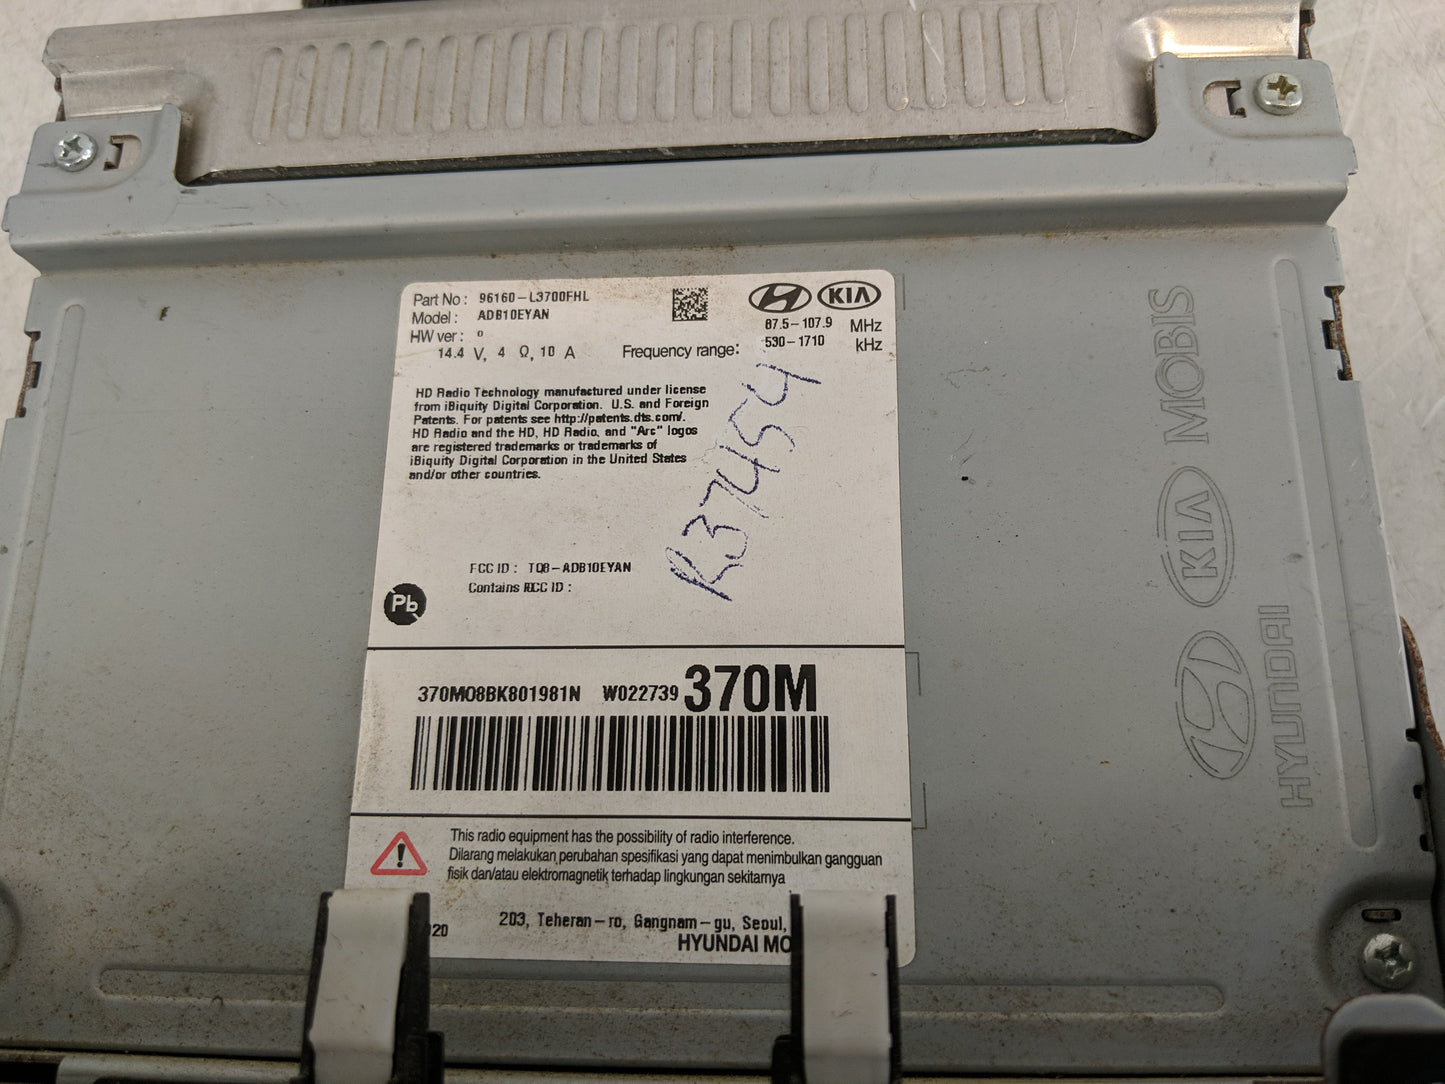 Part No : 96160-L3700FHL
Model : ADB10EYAN
HW ver : 0
14.4 V, 4 Ω, 10 A
KIA
Frequency range: 87.5-107.9 MHz
530-1710 kHz
HD Radio Technology manufactured under license
from iBiquity Digital Corporation. U.S. and Foreign
Patents. For patents see http://patents.dts.com/.
HD Radio and the HD, HD Radio, and "Arc" logos
are registered trademarks or trademarks of
iBiquity Digital Corporation in the United States
and/or other countries.
R37454
FCC ID : TQ8-ADB10EYAN
Contains FCC ID :
Pb
370M08BK801981N W022739 370M
This radio equipment has the possibility of radio interference.
Dilarang melakukan perubahan spesifikasi yang dapat menimbulkan gangguan
fisik dan/atau elektromagnetik terhadap lingkungan sekitarnya
020 203, Teheran-ro, Gangnam-gu, Seoul,
HYUNDAI MO
MOBIS
KIA
HYUNDAI